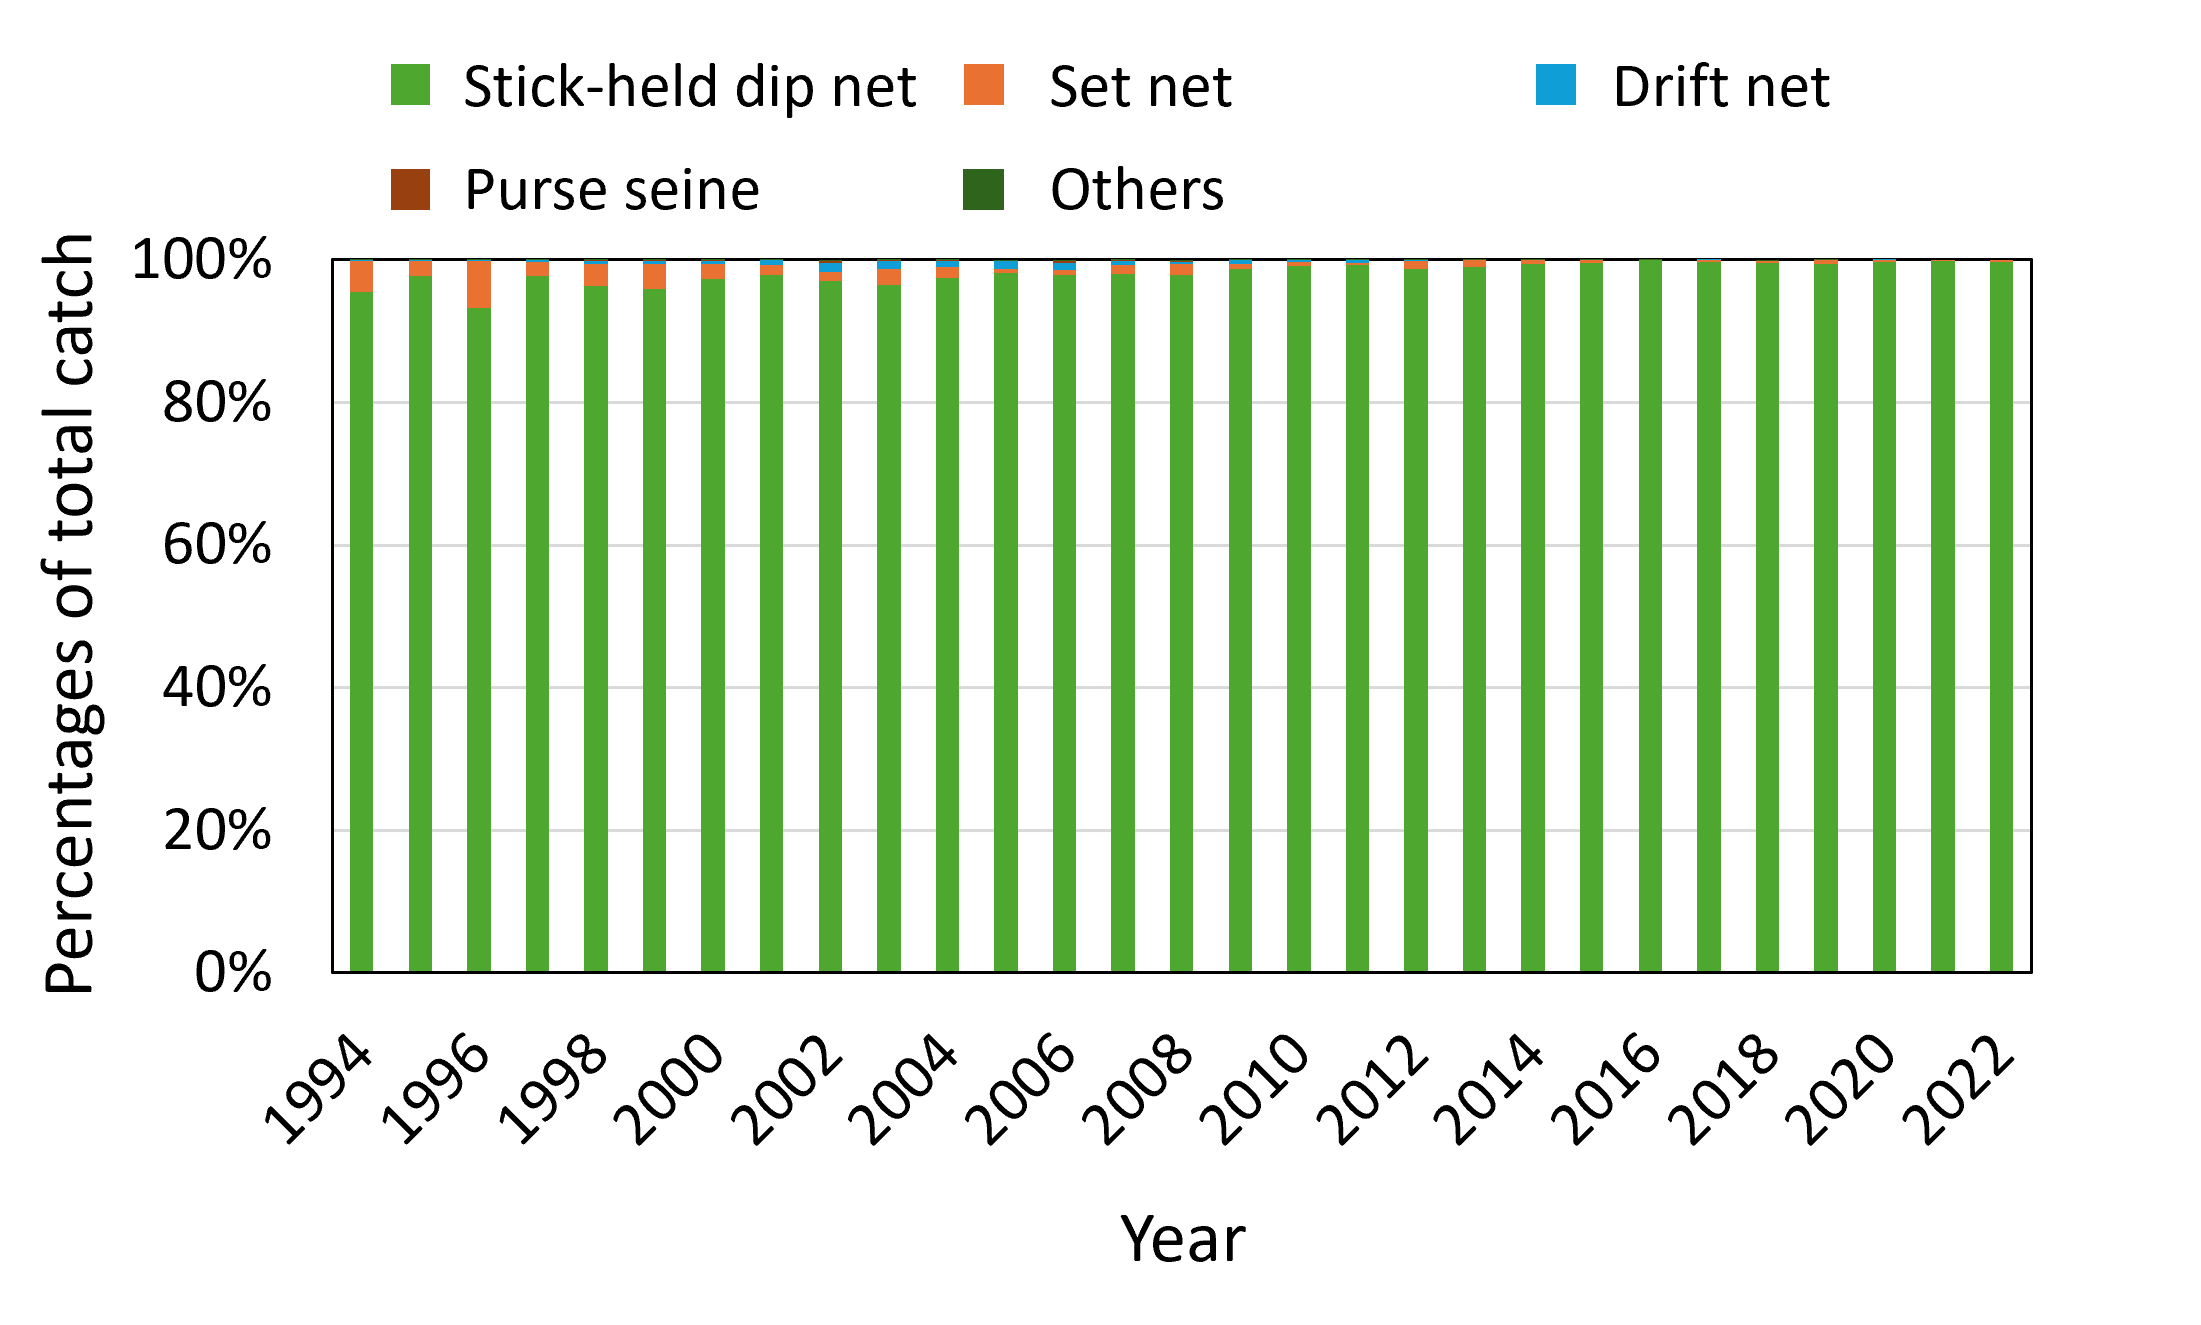 Stick-held dip net Set net Drift net
Purse seine Others
Percentages of total catch
100%
80%
60%
40%
20%
0%
1994 1996 1998 2000 2002 2004 2006 2008 2010 2012 2014 2016 2018 2020 2022
Year